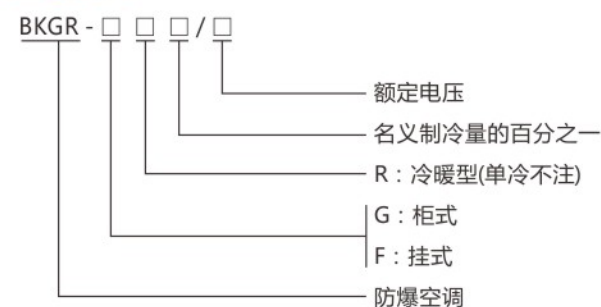 BKGR - □ □ □ / □
额定电压
名义制冷量的百分之一
R：冷暖型(单冷不注)
G：柜式
F：挂式
防爆空调